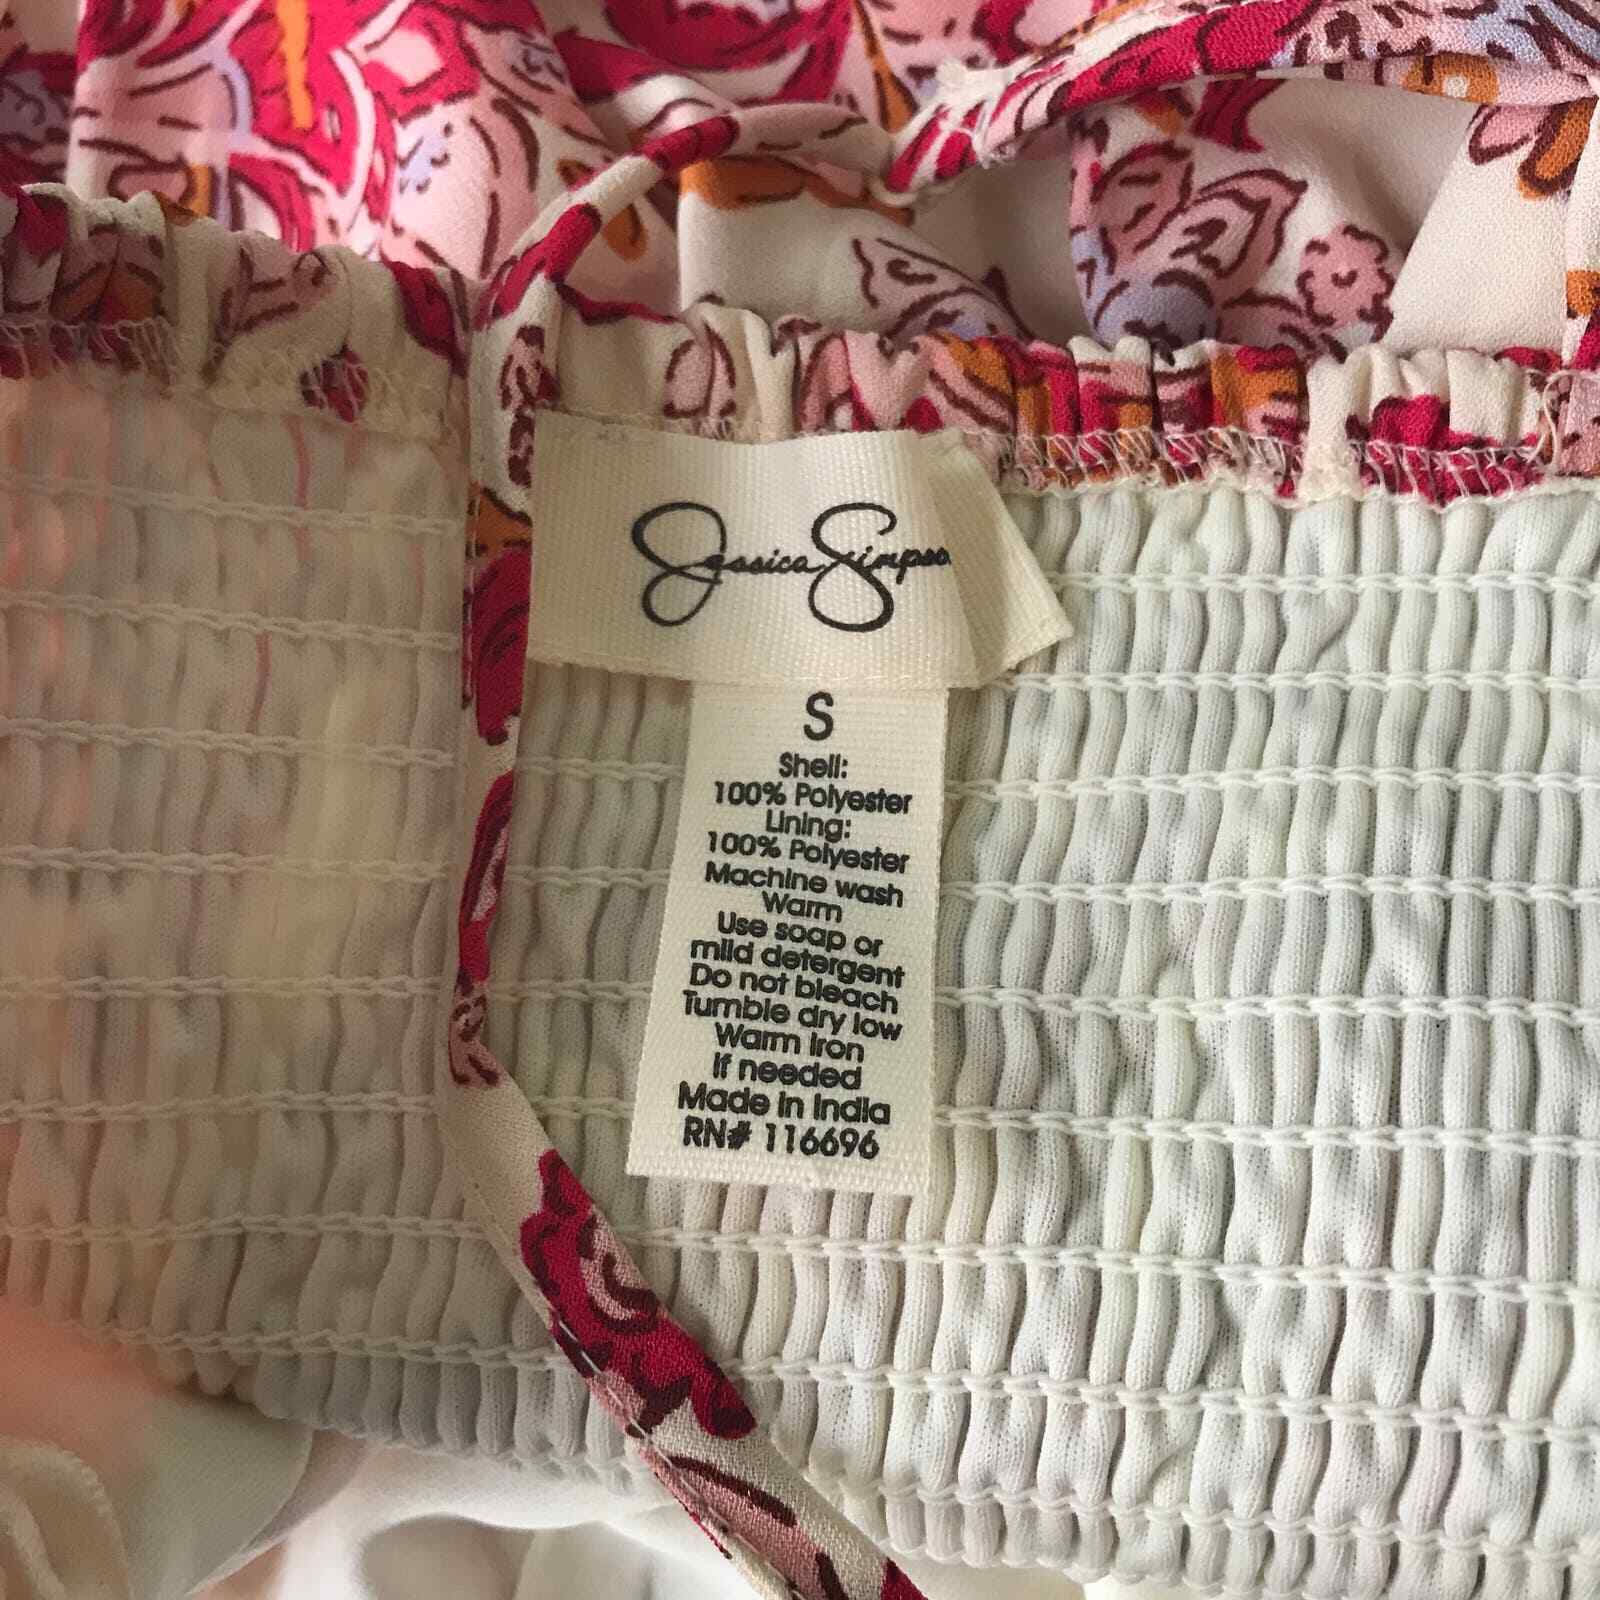 Jessica Simpso
S
Shell:
100% Polyester
Lining:
100% Polyester
Machine wash
Warm
Use soap or
mild detergent
Do not bleach
Tumble dry low
Warm Iron
If needed
Made in India
RN# 116696